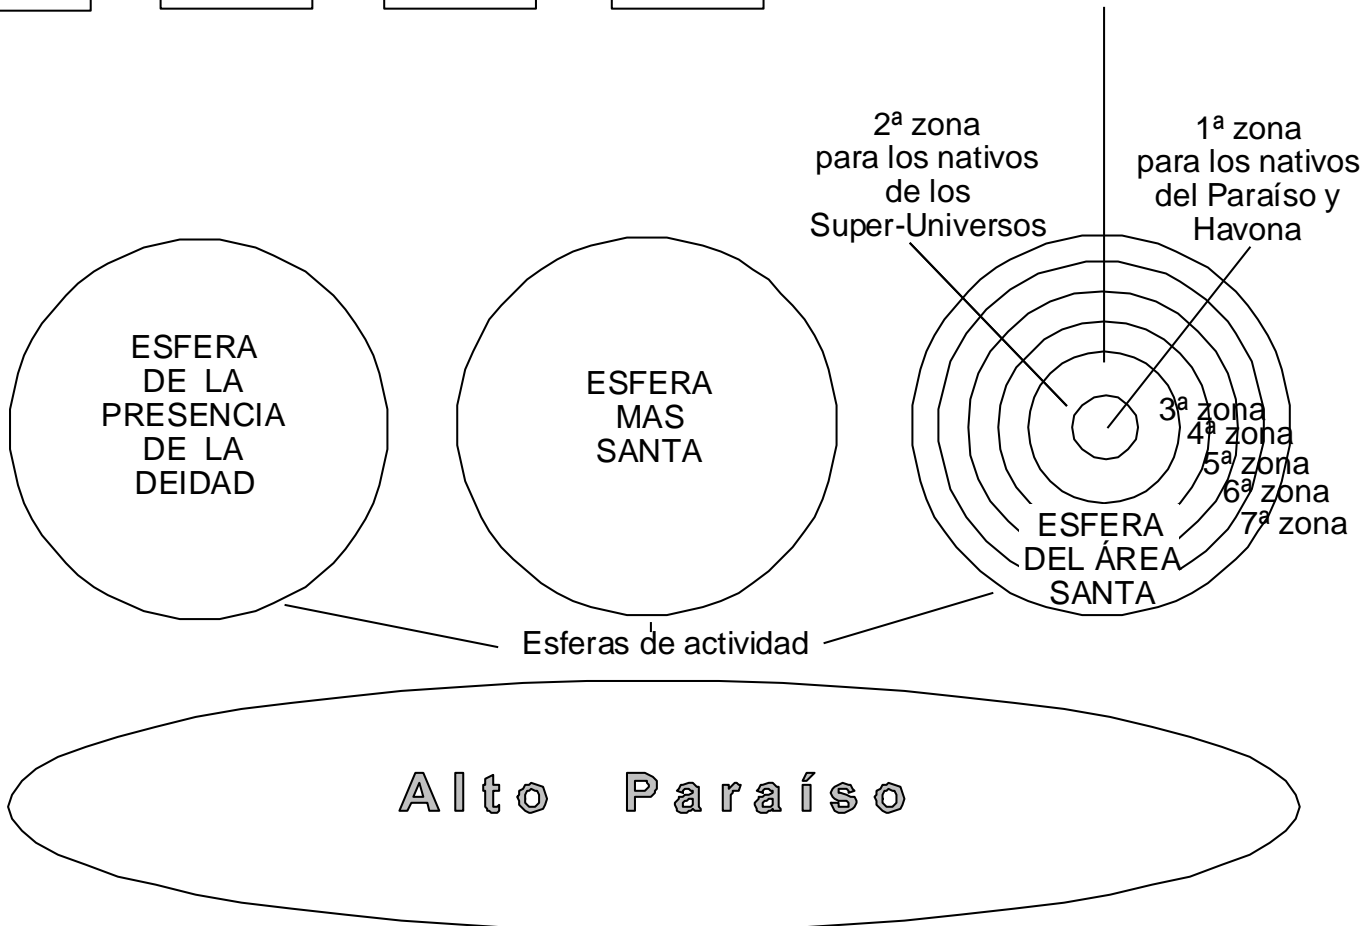 2ª zona
para los nativos
de los
Super-Universos
1ª zona
para los nativos
del Paraíso y
Havona
ESFERA
DE LA
PRESENCIA
DE LA
DEIDAD
ESFERA
MAS
SANTA
3ª zona
4ª zona
5ª zona
6ª zona
7ª zona
ESFERA
DEL ÁREA
SANTA
Esferas de actividad
Alto Paraíso